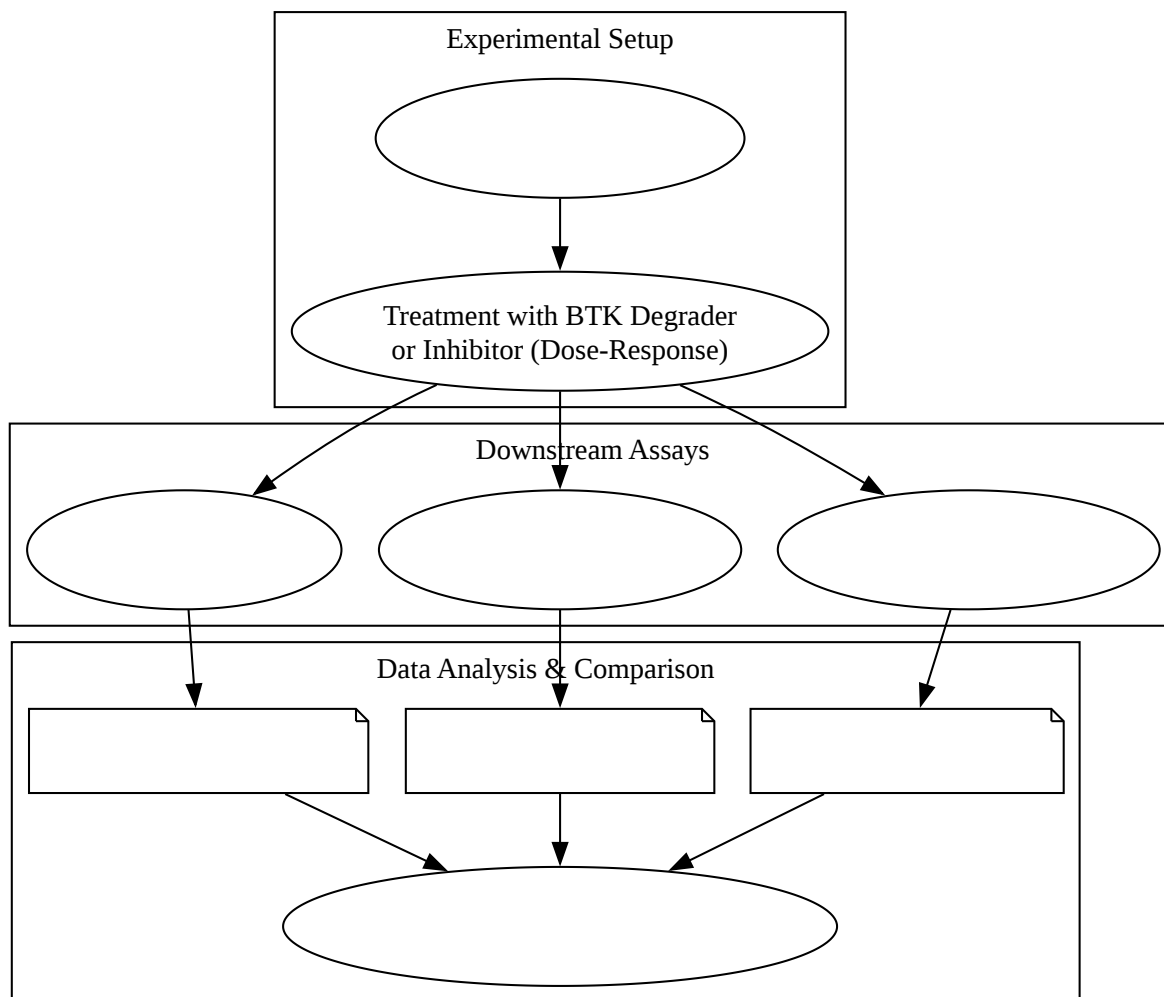 Experimental Setup
Treatment with BTK Degrader
or Inhibitor (Dose-Response)
Downstream Assays
Data Analysis & Comparison